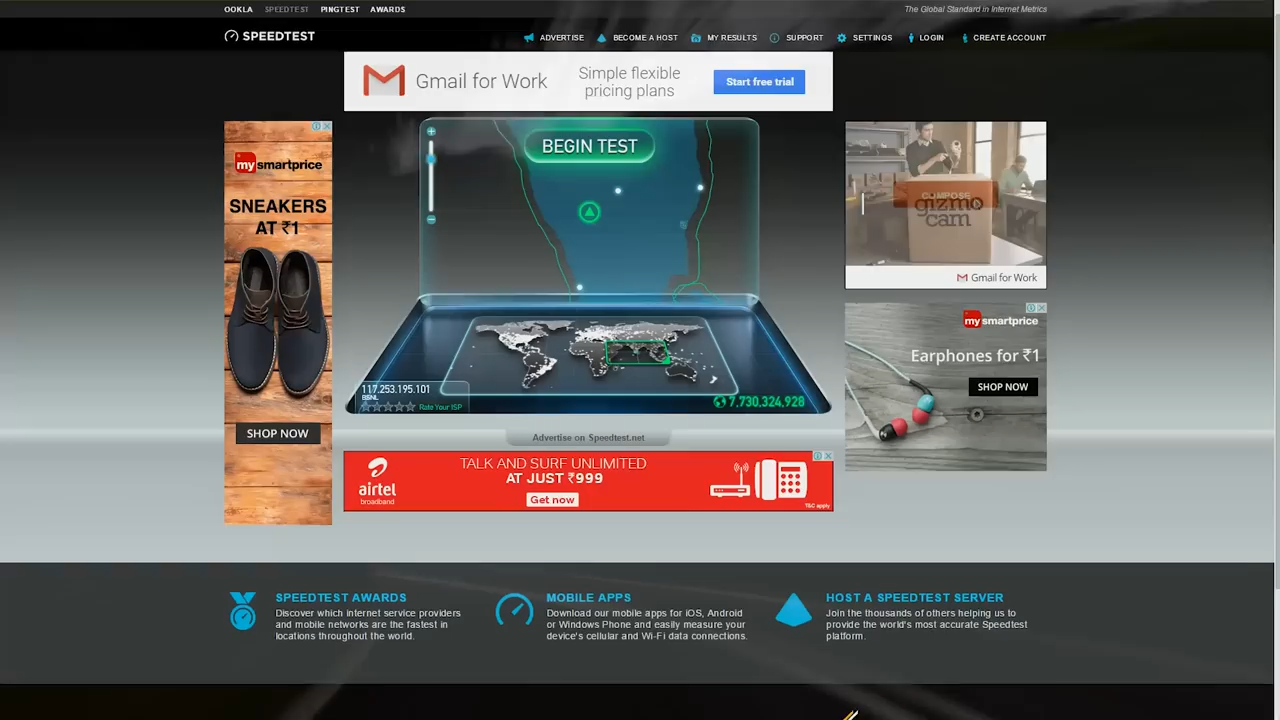 OOKLA SPEEDTEST PINGTEST AWARDS
The Global Standard in Internet Metrics
SPEEDTEST
ADVERTISE BECOME A HOST MY RESULTS SUPPORT SETTINGS LOGIN CREATE ACCOUNT
Gmail for Work
Simple flexible
pricing plans
Start free trial
mysmartprice
SNEAKERS
AT ₹1
SHOP NOW
BEGIN TEST
117.253.195.101
BSNL
Rate Your ISP
7,730,324,928
Advertise on Speedtest.net
airtel
broadband
TALK AND SURF UNLIMITED
AT JUST ₹999
Get now
T&C apply
COMPOSE
gizmo
cam
Gmail for Work
mysmartprice
Earphones for ₹1
SHOP NOW
SPEEDTEST AWARDS
Discover which internet service providers
and mobile networks are the fastest in
locations throughout the world.
MOBILE APPS
Download our mobile apps for iOS, Android
or Windows Phone and easily measure your
device's cellular and Wi-Fi data connections.
HOST A SPEEDTEST SERVER
Join the thousands of others helping us to
provide the world's most accurate Speedtest
platform.